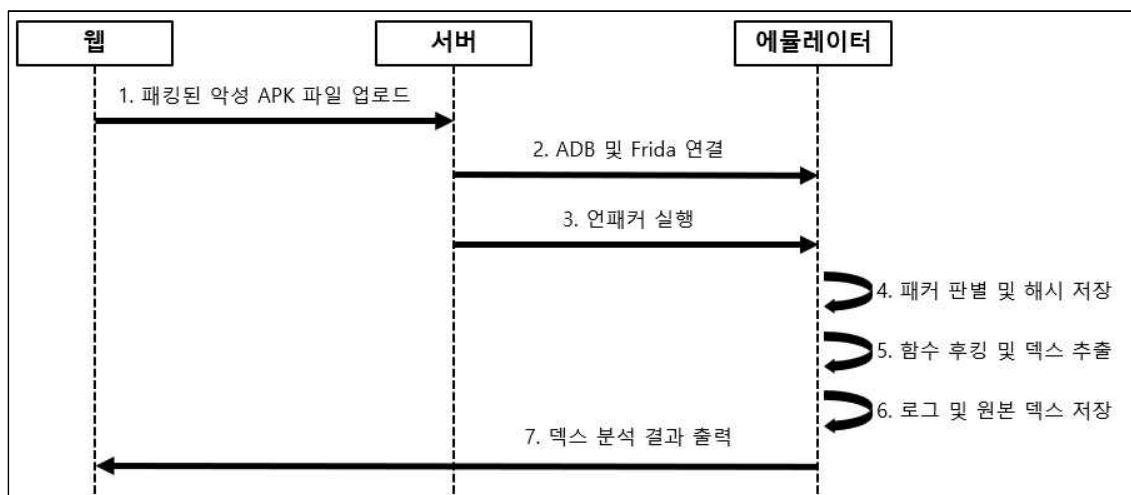 웹
서버
에뮬레이터
1. 패킹된 악성 APK 파일 업로드
2. ADB 및 Frida 연결
3. 언패커 실행
4. 패커 판별 및 해시 저장
5. 함수 후킹 및 덱스 추출
6. 로그 및 원본 덱스 저장
7. 덱스 분석 결과 출력